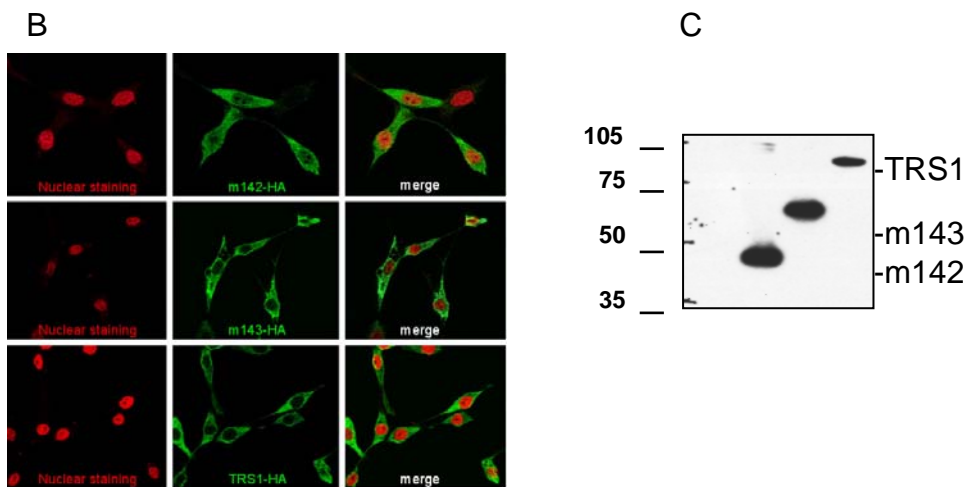 B
Nuclear staining
m142-HA
merge
Nuclear staining
m143-HA
merge
Nuclear staining
TRS1-HA
merge
C
105
75
50
35
-TRS1
-m143
-m142